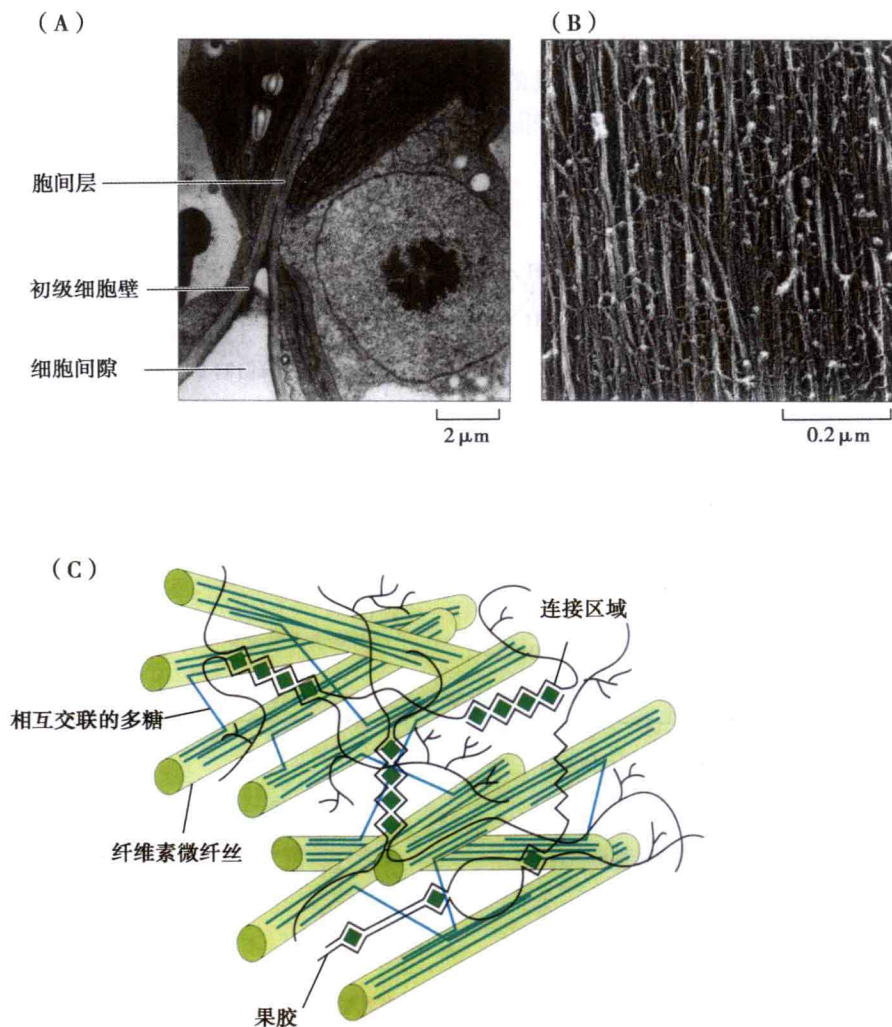 （A）
（B）
胞间层
初级细胞壁
细胞间隙
2 μm
0.2 μm
（C）
连接区域
相互交联的多糖
纤维素微纤丝
果胶